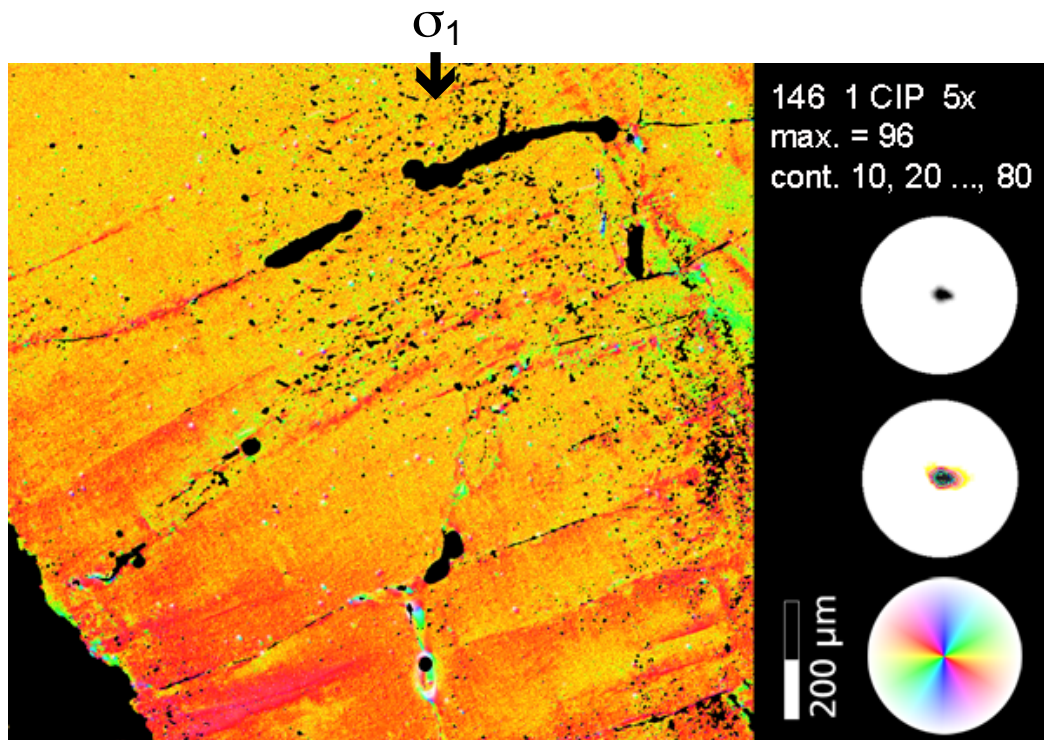 σ1
146 1 CIP 5x
max. = 96
cont. 10, 20 ..., 80
200 µm